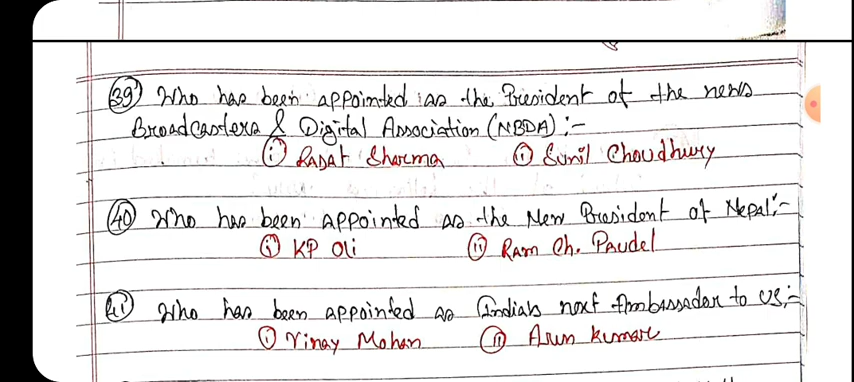 39 Who has been appointed as the President of the news
Broadcasters & Digital Association (NBDA) :-
i Rajat Sharma i Sunil Choudhury
40 Who has been appointed as the New President of Nepal :-
i KP Oli ii Ram Ch. Paudel
41 Who has been appointed as Indias next Ambassador to US :-
i Vinay Mohan ii Arun Kumar